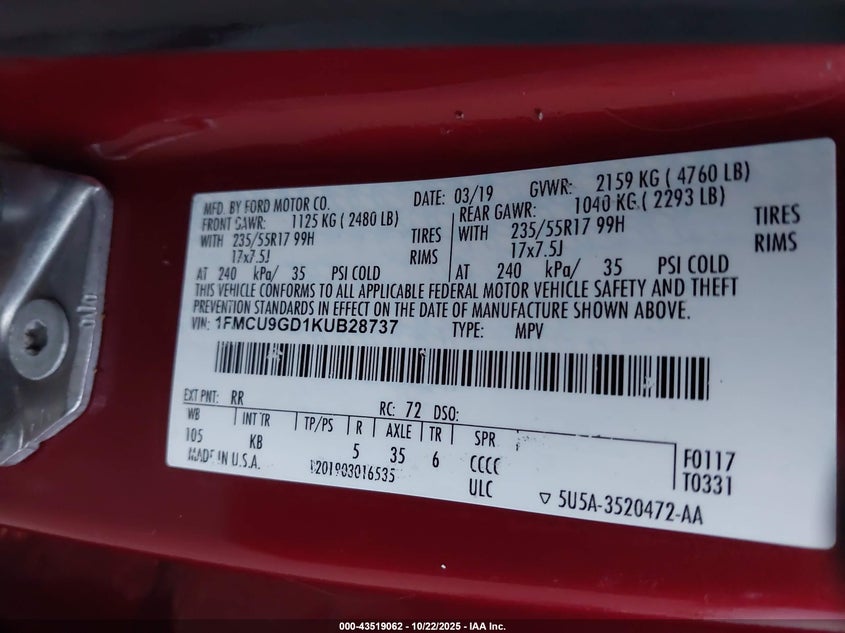 MFD. BY FORD MOTOR CO. DATE: 03/19 GVWR: 2159 KG ( 4760 LB)
FRONT GAWR: 1125 KG ( 2480 LB) REAR GAWR: 1040 KG ( 2293 LB)
WITH 235/55R17 99H TIRES WITH 235/55R17 99H TIRES
17x7.5J RIMS 17x7.5J RIMS
AT 240 kPa/ 35 PSI COLD AT 240 kPa/ 35 PSI COLD
THIS VEHICLE CONFORMS TO ALL APPLICABLE FEDERAL MOTOR VEHICLE SAFETY AND THEFT
PREVENTION STANDARDS IN EFFECT ON THE DATE OF MANUFACTURE SHOWN ABOVE.
VIN: 1FMCU9GD1KUB28737 TYPE: MPV
EXT PNT: RR RC: 72 DSO:
WB INT TR TP/PS R AXLE TR SPR
105 KB 5 35 6 CCCC F0117
MADE IN U.S.A. ULC T0331
5U5A-3520472-AA
000-43519062 - 10/22/2025 - IAA Inc.